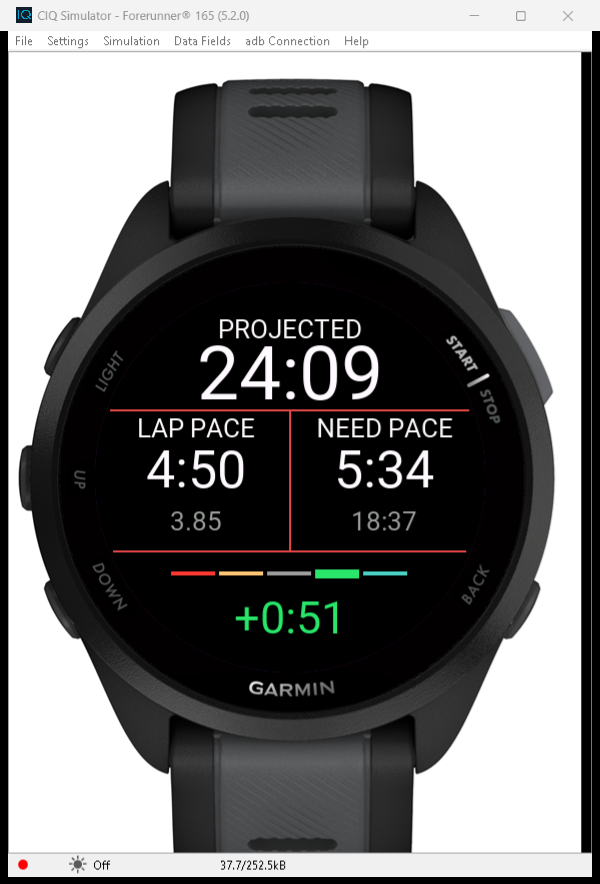 CIQ Simulator - Forerunner® 165 (5.2.0)
File Settings Simulation Data Fields adb Connection Help
PROJECTED
24:09
LIGHT
START
STOP
LAP PACE
NEED PACE
4:50
5:34
UP
3.85
18:37
DOWN
BACK
+0:51
GARMIN
Off
37.7/252.5kB